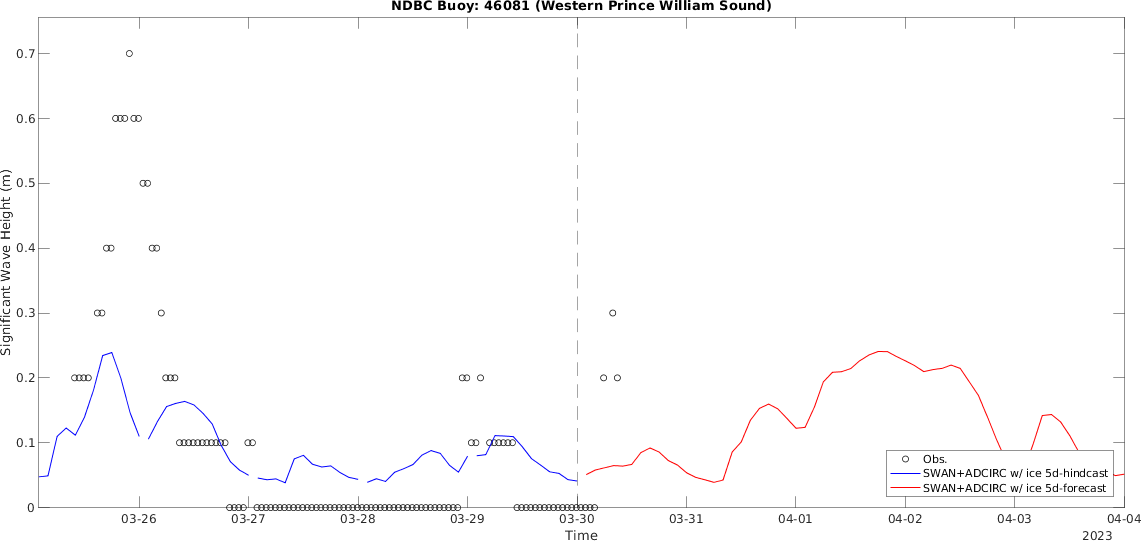 NDBC Buoy: 46081 (Western Prince William Sound)
Significant Wave Height (m)
0.7
0.6
0.5
0.4
0.3
0.2
0.1
0
Obs.
SWAN+ADCIRC w/ ice 5d-hindcast
SWAN+ADCIRC w/ ice 5d-forecast
03-26 03-27 03-28 03-29 03-30 03-31 04-01 04-02 04-03 04-04
Time
2023